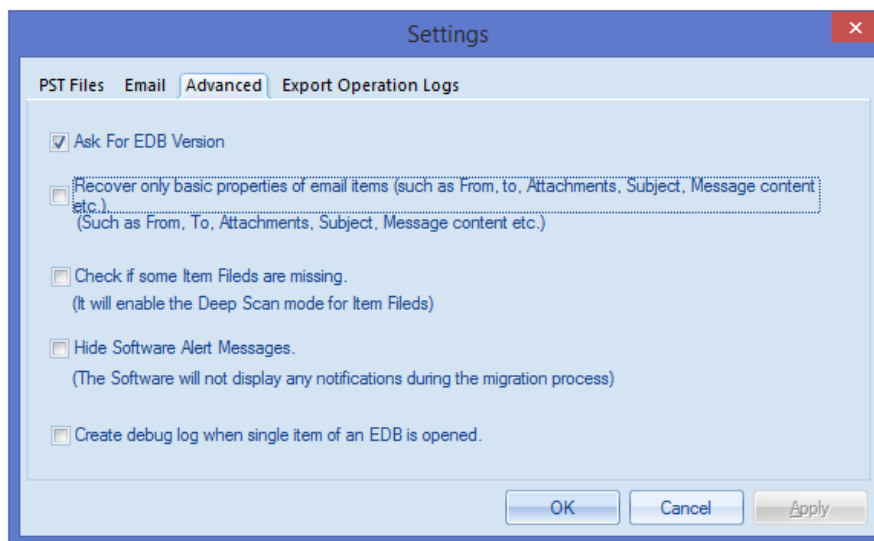 Settings
PST Files Email Advanced Export Operation Logs
Ask For EDB Version
Recover only basic properties of email items (such as From, to, Attachments, Subject, Message content
etc.).
(Such as From, To, Attachments, Subject, Message content etc.)
Check if some Item Fileds are missing.
(It will enable the Deep Scan mode for Item Fileds)
Hide Software Alert Messages.
(The Software will not display any notifications during the migration process)
Create debug log when single item of an EDB is opened.
OK Cancel Apply